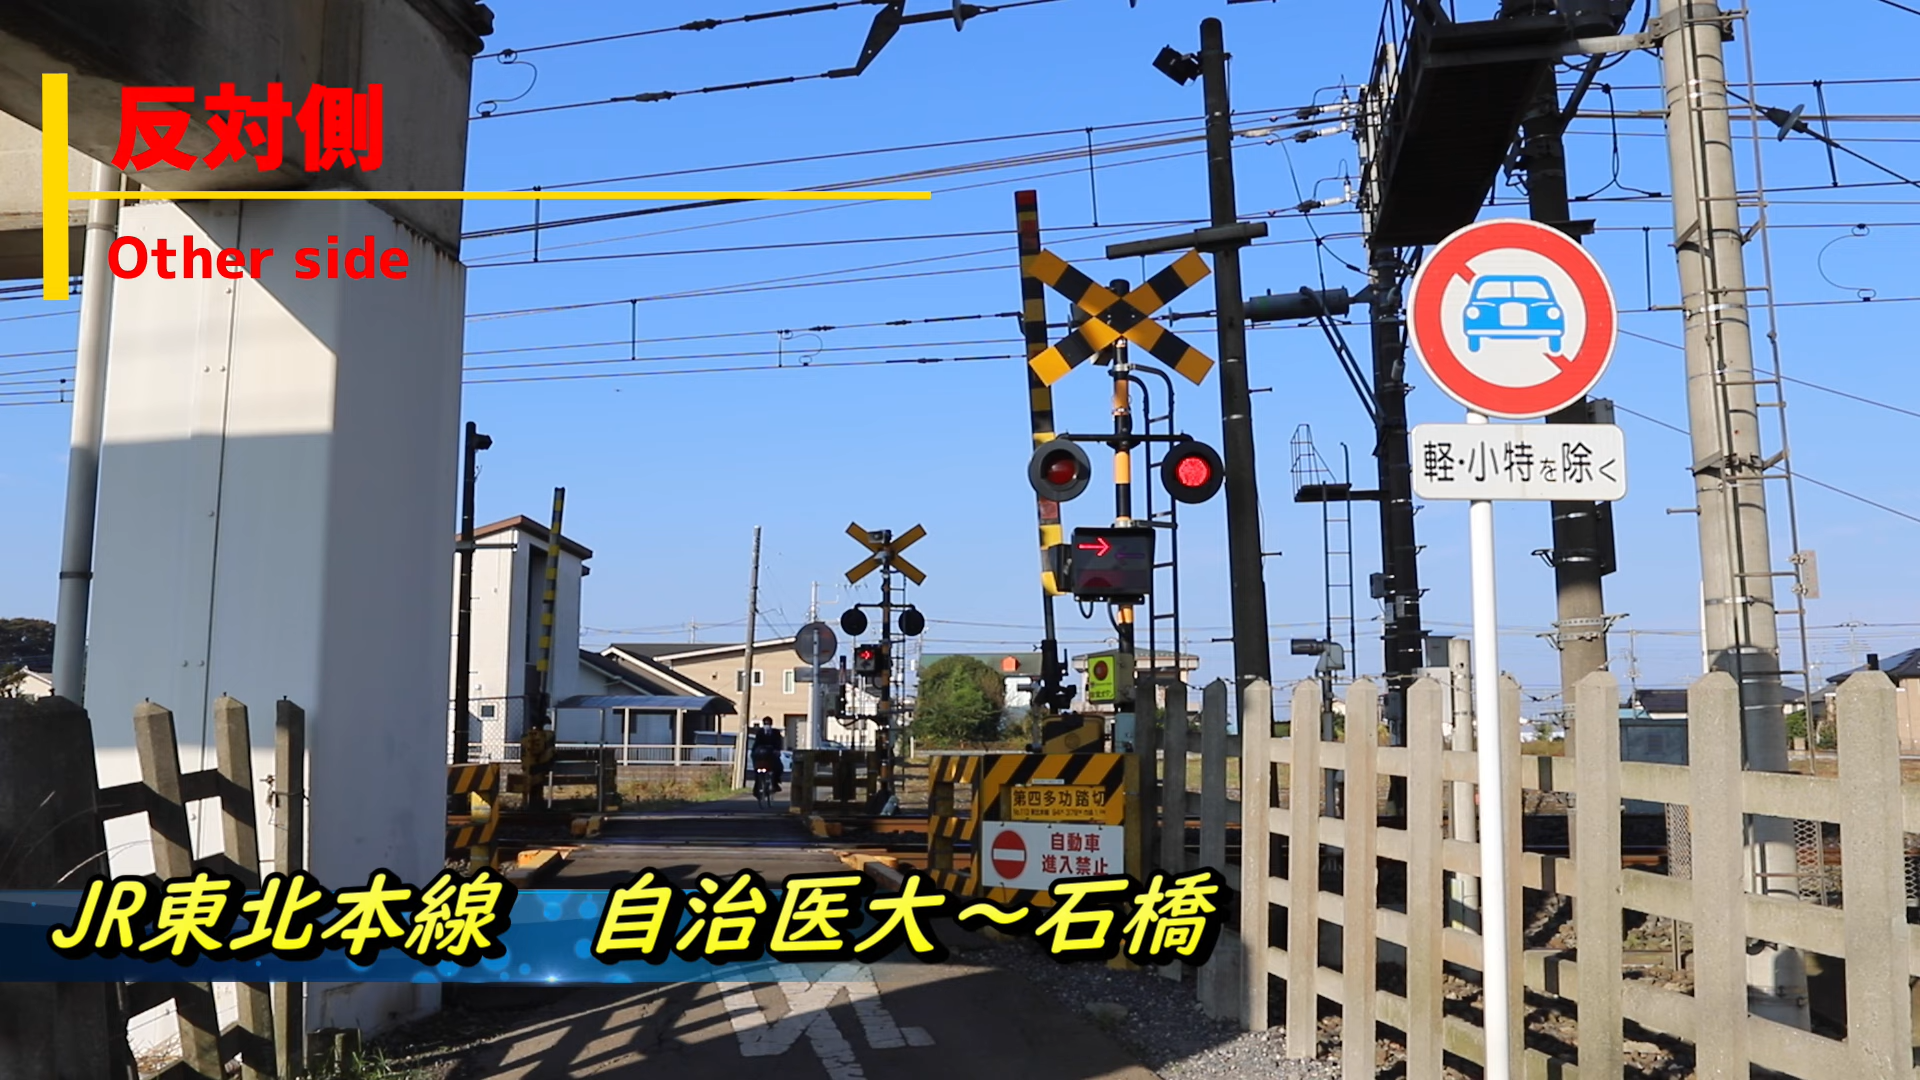 反対側
Other side
軽・小特を除く
第四多功踏切
自動車
進入禁止
JR東北本線 自治医大～石橋